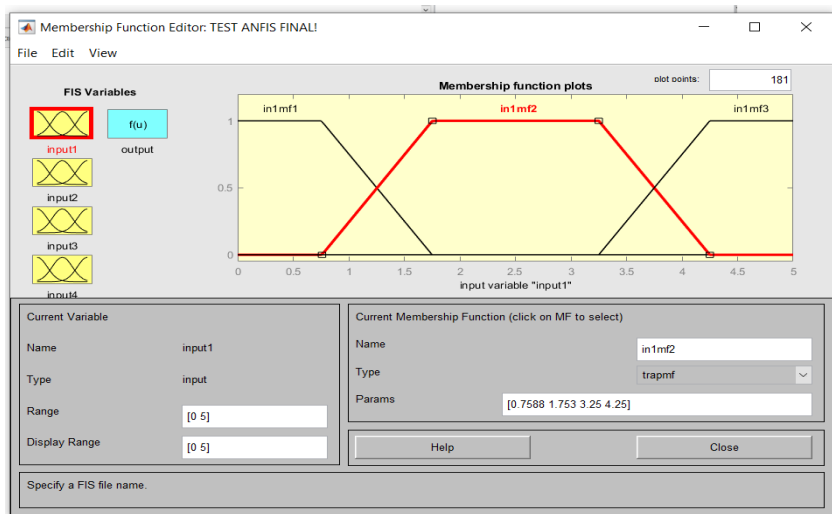 Membership Function Editor: TEST ANFIS FINAL!
File Edit View
FIS Variables
f(u)
input1 output
input2
input3
input4
Membership function plots
plot points: 181
in1mf1 in1mf2 in1mf3
1
0.5
0
0 0.5 1 1.5 2 2.5 3 3.5 4 4.5 5
input variable "input1"
Current Variable
Name input1
Type input
Range [0 5]
Display Range [0 5]
Current Membership Function (click on MF to select)
Name in1mf2
Type trapmf
Params [0.7588 1.753 3.25 4.25]
Help Close
Specify a FIS file name.